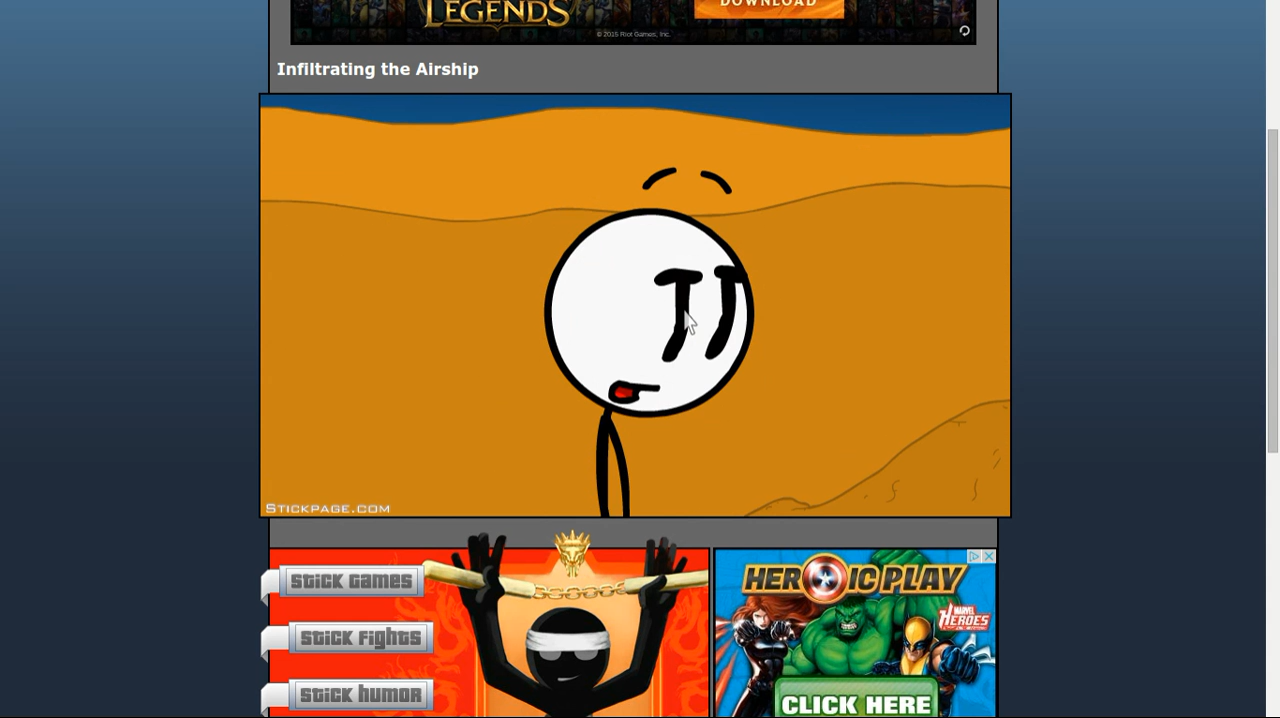 LEGENDS
DOWNLOAD
© 2015 Riot Games, Inc.
Infiltrating the Airship
STICKPAGE.COM
STICK GAMES
STICK FIGHTS
STICK HUMOR
HEROIC PLAY
MARVEL
HEROES
CLICK HERE